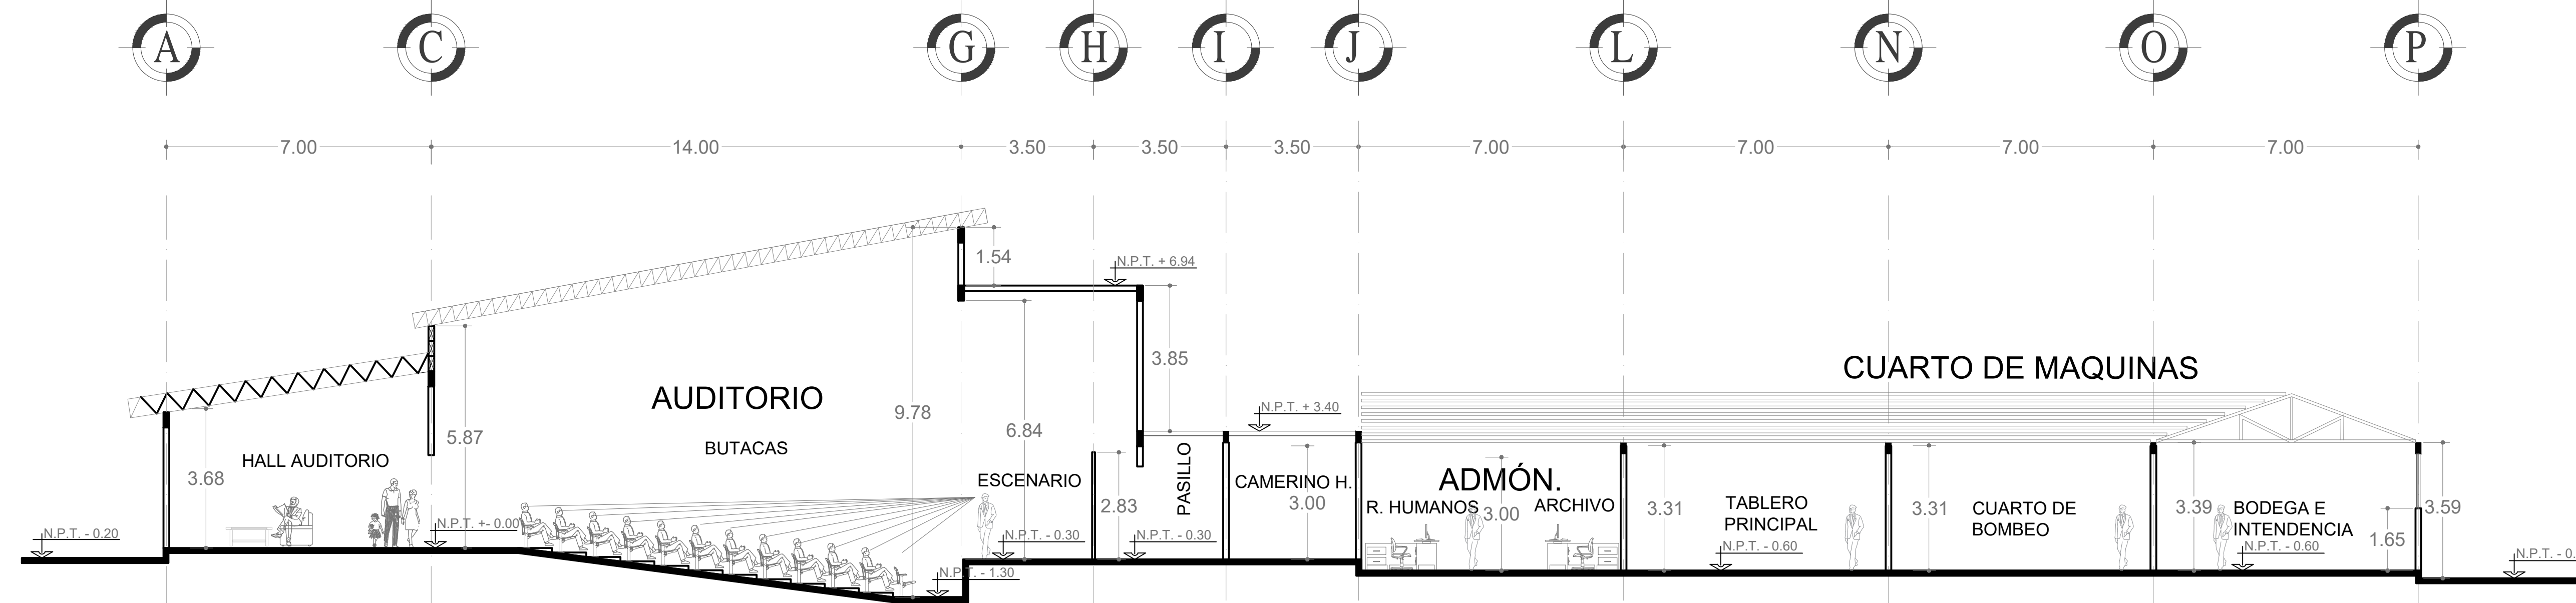 A C G H I J L N O P
7.00 14.00 3.50 3.50 3.50 7.00 7.00 7.00 7.00
1.54
N.P.T. + 6.94
3.85
CUARTO DE MAQUINAS
AUDITORIO
9.78
N.P.T. + 3.40
5.87
6.84
BUTACAS
HALL AUDITORIO
3.68
ESCENARIO
PASILLO
CAMERINO H.
3.00
ADMÓN.
R. HUMANOS
3.00
ARCHIVO
2.83
3.31
TABLERO
PRINCIPAL
3.31
CUARTO DE
BOMBEO
3.39
BODEGA E
INTENDENCIA
3.59
1.65
N.P.T. - 0.20
N.P.T. +- 0.00
N.P.T. - 0.30
N.P.T. - 0.30
N.P.T. - 0.60
N.P.T. - 0.60
N.P.T. - 1.30
N.P.T. - 0.